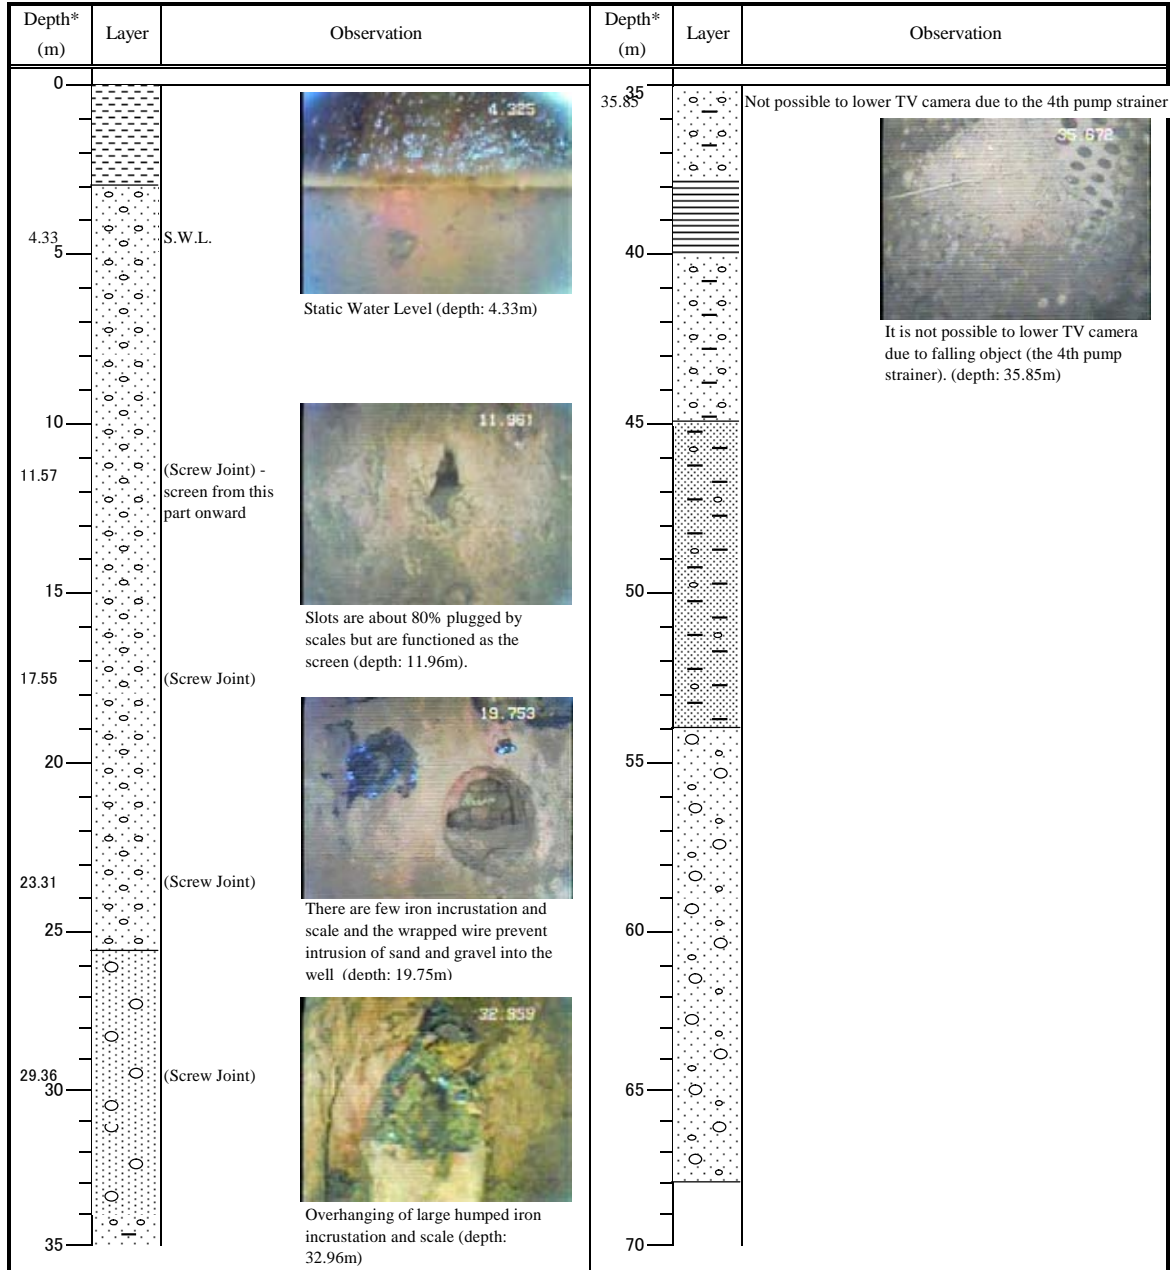 Depth*
(m)
Layer
Observation
Depth*
(m)
Layer
Observation
0
4.325
4.33
S.W.L.
5
Static Water Level (depth: 4.33m)
10
11.961
11.57
(Screw Joint) -
screen from this
part onward
15
Slots are about 80% plugged by
scales but are functioned as the
screen (depth: 11.96m).
17.55
(Screw Joint)
19.753
20
23.31
(Screw Joint)
There are few iron incrustation and
scale and the wrapped wire prevent
intrusion of sand and gravel into the
well (depth: 19.75m)
25
32.959
29.36
(Screw Joint)
30
Overhanging of large humped iron
incrustation and scale (depth:
32.96m)
35
35
35.85
Not possible to lower TV camera due to the 4th pump strainer
35.672
40
It is not possible to lower TV camera
due to falling object (the 4th pump
strainer). (depth: 35.85m)
45
50
55
60
65
70